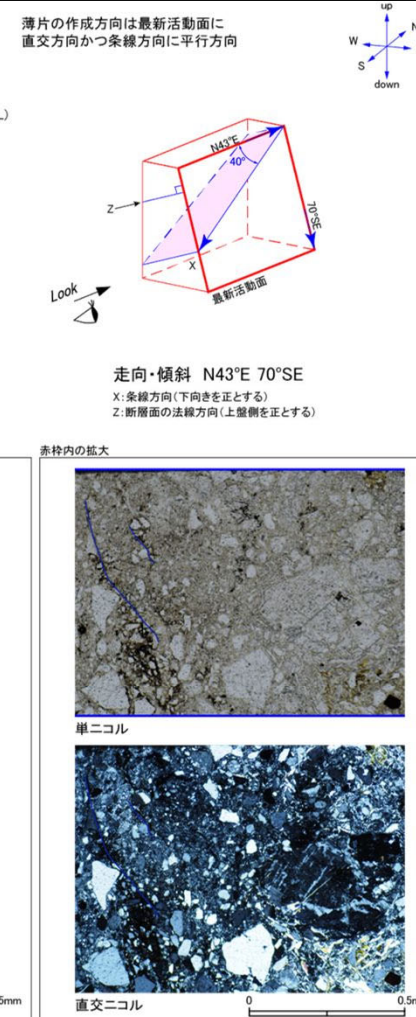 薄片の作成方向は最新活動面に
直交方向かつ条線方向に平行方向
up
N
W
S
down
N43°E
40°
70°SE
Z
X
最新活動面
Look
走向・傾斜 N43°E 70°SE
X:条線方向(下向きを正とする)
Z:断層面の法線方向(上盤側を正とする)
赤枠内の拡大
単ニコル
5mm
直交ニコル
0
0.5m